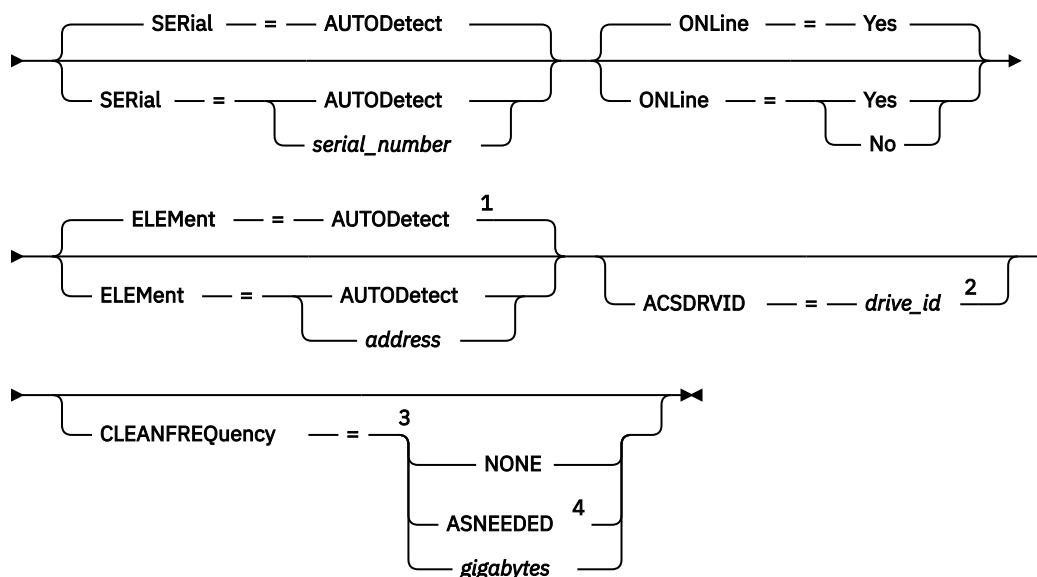 SERial = AUTODetect
ONLine = Yes
SERial = AUTODetect
serial_number
ONLine = Yes
No
ELEMent = AUTODetect 1
ELEMent = AUTODetect
address
ACSDRVID = drive_id 2
CLEANFREQuency = 3
NONE
ASNEEDED 4
gigabytes